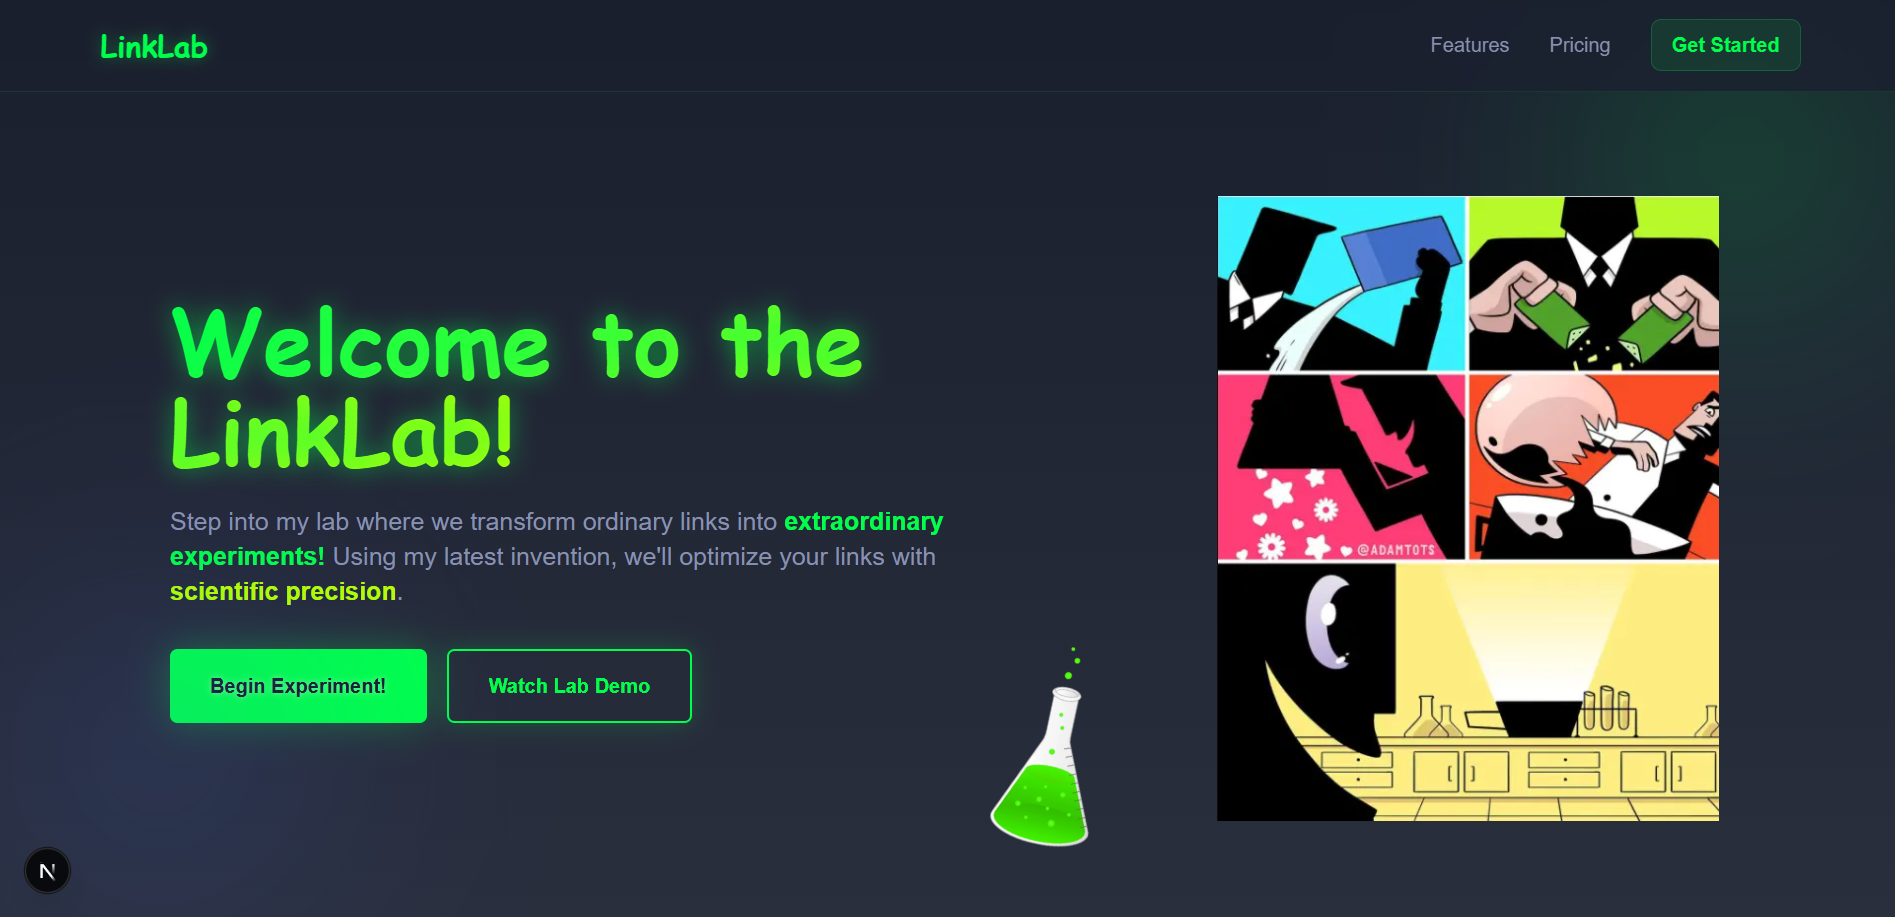 LinkLab
Features
Pricing
Get Started
Welcome to the
LinkLab!
Step into my lab where we transform ordinary links into extraordinary
experiments! Using my latest invention, we'll optimize your links with
scientific precision.
Begin Experiment!
Watch Lab Demo
@ADAMTOTS
N